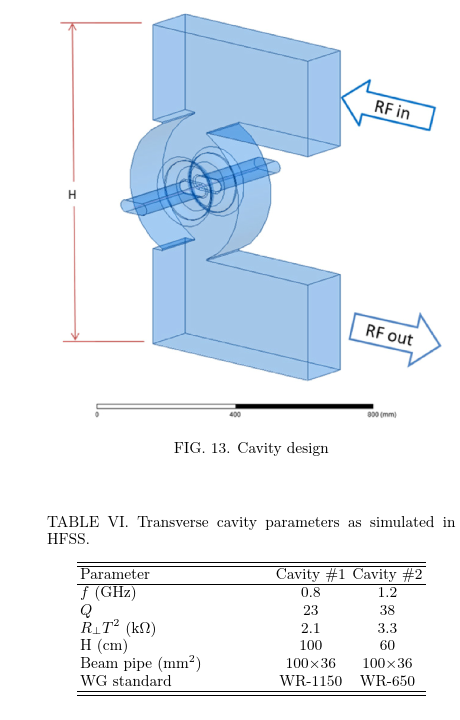 H
RF in
RF out
0 400 800 (mm)
FIG. 13. Cavity design
TABLE VI. Transverse cavity parameters as simulated in
HFSS.
Parameter Cavity #1 Cavity #2
f (GHz) 0.8 1.2
Q 23 38
R⊥T² (kΩ) 2.1 3.3
H (cm) 100 60
Beam pipe (mm²) 100×36 100×36
WG standard WR-1150 WR-650